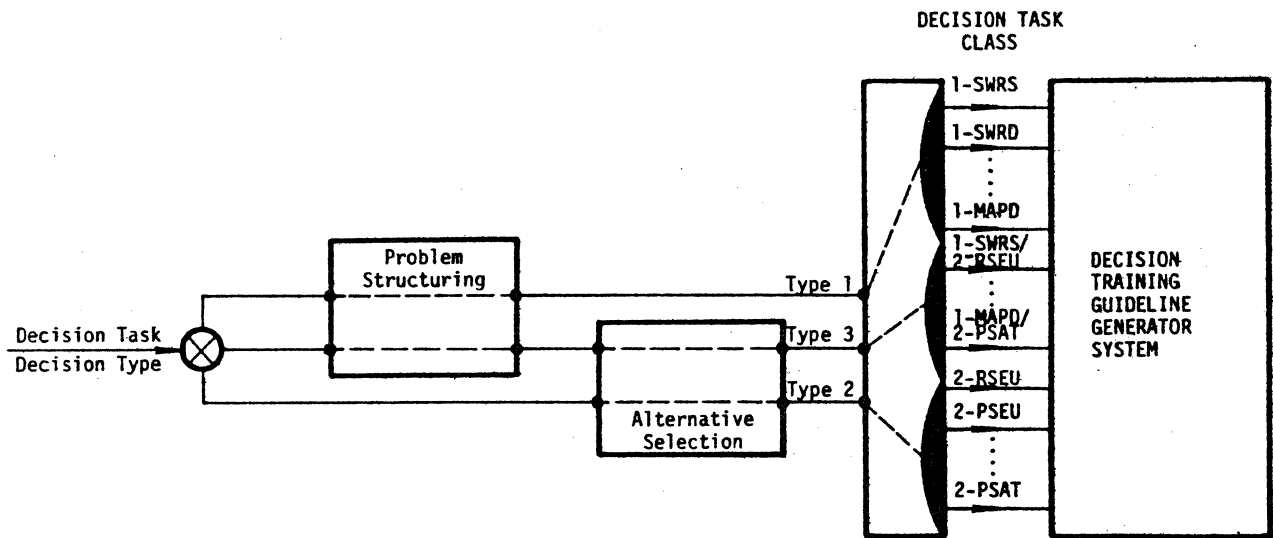 DECISION TASK
CLASS
1-SWRS
1-SWRD
1-MAPD
1-SWRS/
2-RSEU
1-MAPD/
2-PSAT
2-RSEU
2-PSEU
2-PSAT
Problem
Structuring
Type 1
Type 3
Type 2
Decision Task
Decision Type
Alternative
Selection
DECISION
TRAINING
GUIDELINE
GENERATOR
SYSTEM